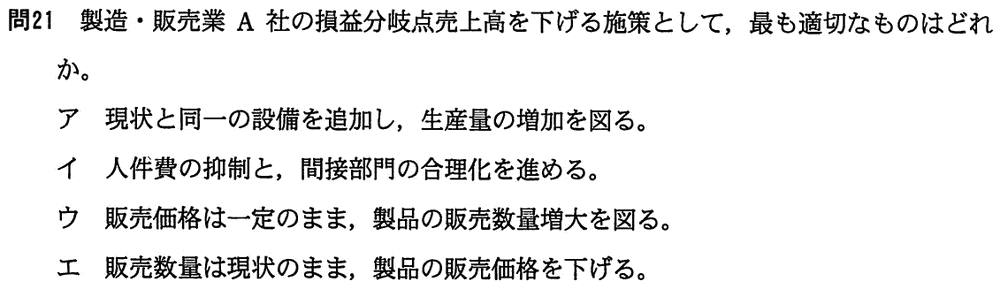 問21 製造・販売業 A 社の損益分岐点売上高を下げる施策として，最も適切なものはどれ
か。
ア 現状と同一の設備を追加し，生産量の増加を図る。
イ 人件費の抑制と，間接部門の合理化を進める。
ウ 販売価格は一定のまま，製品の販売数量増大を図る。
エ 販売数量は現状のまま，製品の販売価格を下げる。